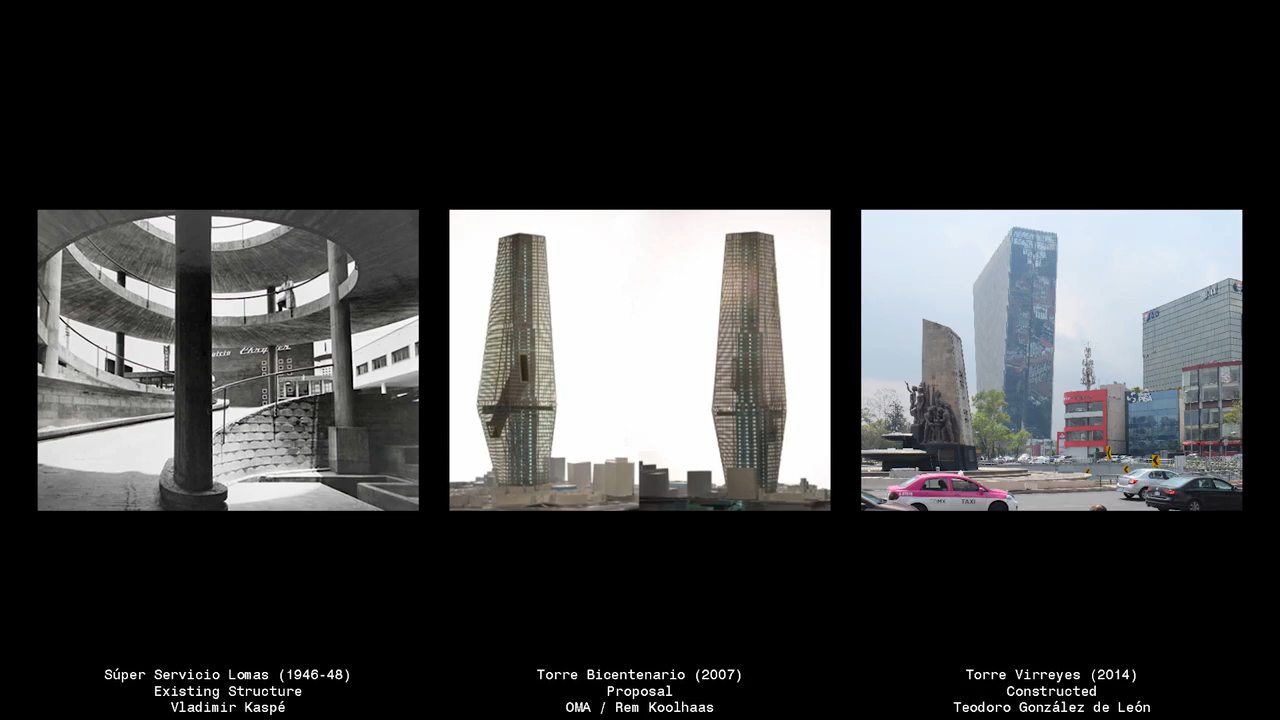 Súper Servicio Lomas (1946-48)
Existing Structure
Vladimir Kaspé
Torre Bicentenario (2007)
Proposal
OMA / Rem Koolhaas
Torre Virreyes (2014)
Constructed
Teodoro González de León
TAXI